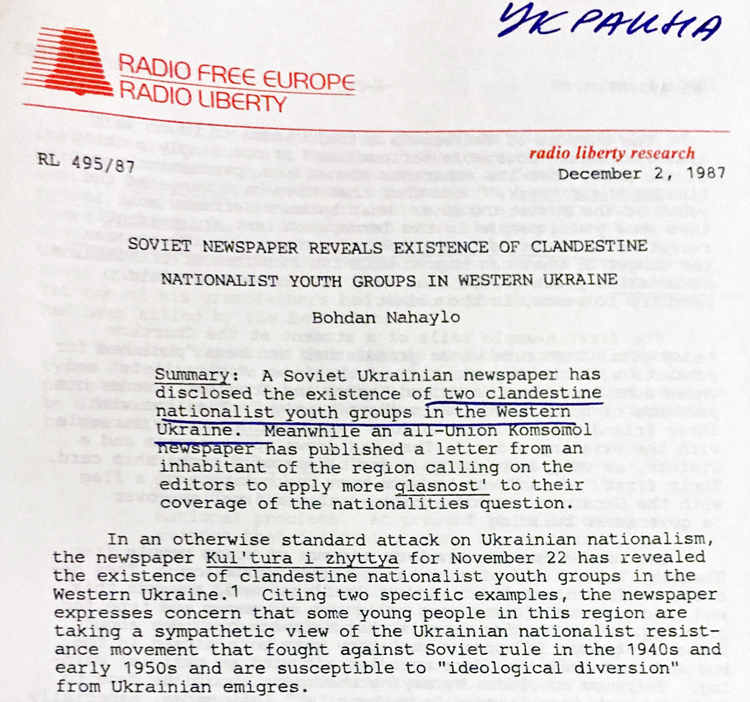 УКРАИНА
RADIO FREE EUROPE
RADIO LIBERTY
radio liberty research
RL 495/87
December 2, 1987
SOVIET NEWSPAPER REVEALS EXISTENCE OF CLANDESTINE
NATIONALIST YOUTH GROUPS IN WESTERN UKRAINE
Bohdan Nahaylo
Summary: A Soviet Ukrainian newspaper has
disclosed the existence of two clandestine
nationalist youth groups in the Western
Ukraine. Meanwhile an all-Union Komsomol
newspaper has published a letter from an
inhabitant of the region calling on the
editors to apply more glasnost' to their
coverage of the nationalities question.
In an otherwise standard attack on Ukrainian nationalism,
the newspaper Kul'tura i zhyttya for November 22 has revealed
the existence of clandestine nationalist youth groups in the
Western Ukraine.1 Citing two specific examples, the newspaper
expresses concern that some young people in this region are
taking a sympathetic view of the Ukrainian nationalist resist-
ance movement that fought against Soviet rule in the 1940s and
early 1950s and are susceptible to "ideological diversion"
from Ukrainian emigres.